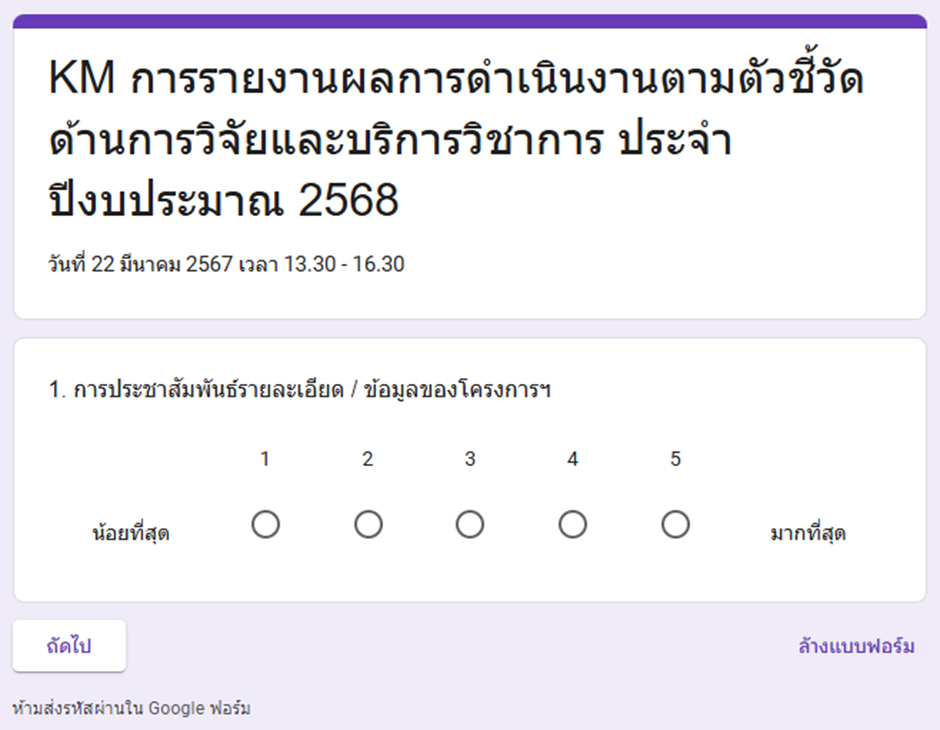 KM การรายงานผลการดำเนินงานตามตัวชี้วัด
ด้านการวิจัยและบริการวิชาการ ประจำ
ปีงบประมาณ 2568
วันที่ 22 มีนาคม 2567 เวลา 13.30 - 16.30
1. การประชาสัมพันธ์รายละเอียด / ข้อมูลของโครงการฯ
1 2 3 4 5
น้อยที่สุด มากที่สุด
ถัดไป ล้างแบบฟอร์ม
ห้ามส่งรหัสผ่านใน Google ฟอร์ม